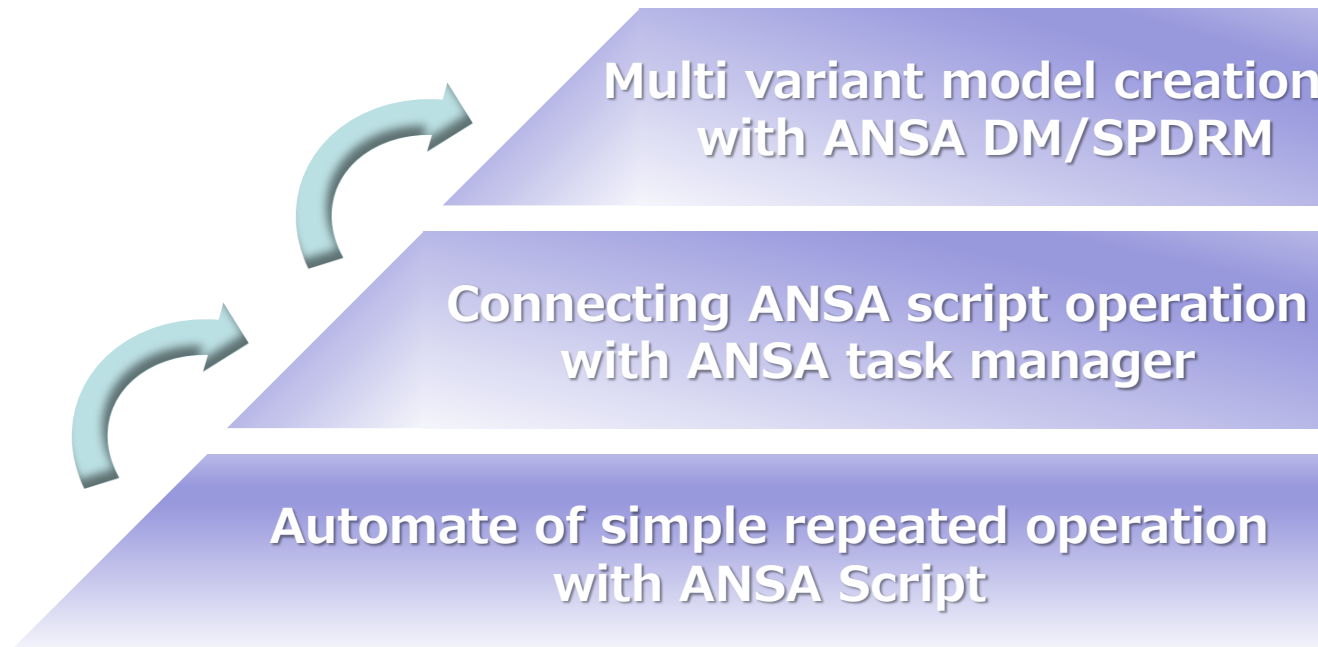 Multi variant model creation
with ANSA DM/SPDRM
Connecting ANSA script operation
with ANSA task manager
Automate of simple repeated operation
with ANSA Script